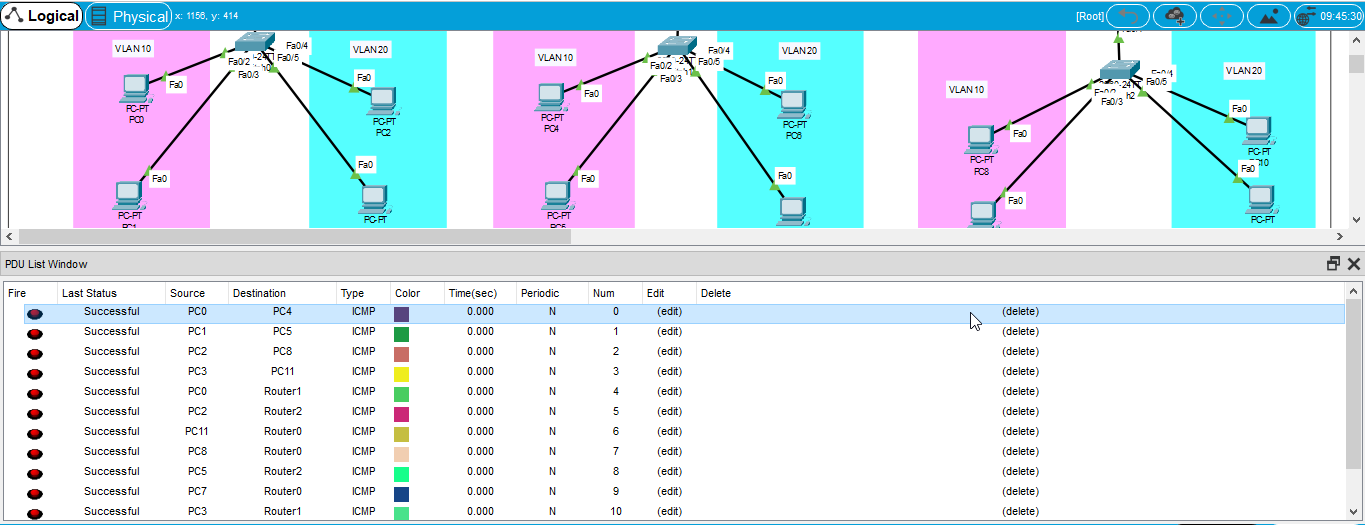 Logical Physical x: 1156, y: 414 [Root] 09:45:30
VLAN 10 Fa0/4 VLAN20
Fa0/2 Fa0/5
Fa0/3
Fa0 Fa0
PC-PT PC-PT
PC0 PC2
Fa0 Fa0
PC-PT PC-PT
PC1
VLAN 10 Fa0/4 VLAN20
Fa0/2 Fa0/5
Fa0/3
Fa0 Fa0
PC-PT PC-PT
PC4 PC6
Fa0 Fa0
PC-PT
PC5
VLAN 10 VLAN20
Fa0/5
Fa0/3
Fa0 Fa0
PC-PT PC-PT
PC8 PC10
Fa0 Fa0
PC-PT
PDU List Window
Fire Last Status Source Destination Type Color Time(sec) Periodic Num Edit Delete
Successful PC0 PC4 ICMP 0.000 N 0 (edit) (delete)
Successful PC1 PC5 ICMP 0.000 N 1 (edit) (delete)
Successful PC2 PC8 ICMP 0.000 N 2 (edit) (delete)
Successful PC3 PC11 ICMP 0.000 N 3 (edit) (delete)
Successful PC0 Router1 ICMP 0.000 N 4 (edit) (delete)
Successful PC2 Router2 ICMP 0.000 N 5 (edit) (delete)
Successful PC11 Router0 ICMP 0.000 N 6 (edit) (delete)
Successful PC8 Router0 ICMP 0.000 N 7 (edit) (delete)
Successful PC5 Router2 ICMP 0.000 N 8 (edit) (delete)
Successful PC7 Router0 ICMP 0.000 N 9 (edit) (delete)
Successful PC3 Router1 ICMP 0.000 N 10 (edit) (delete)